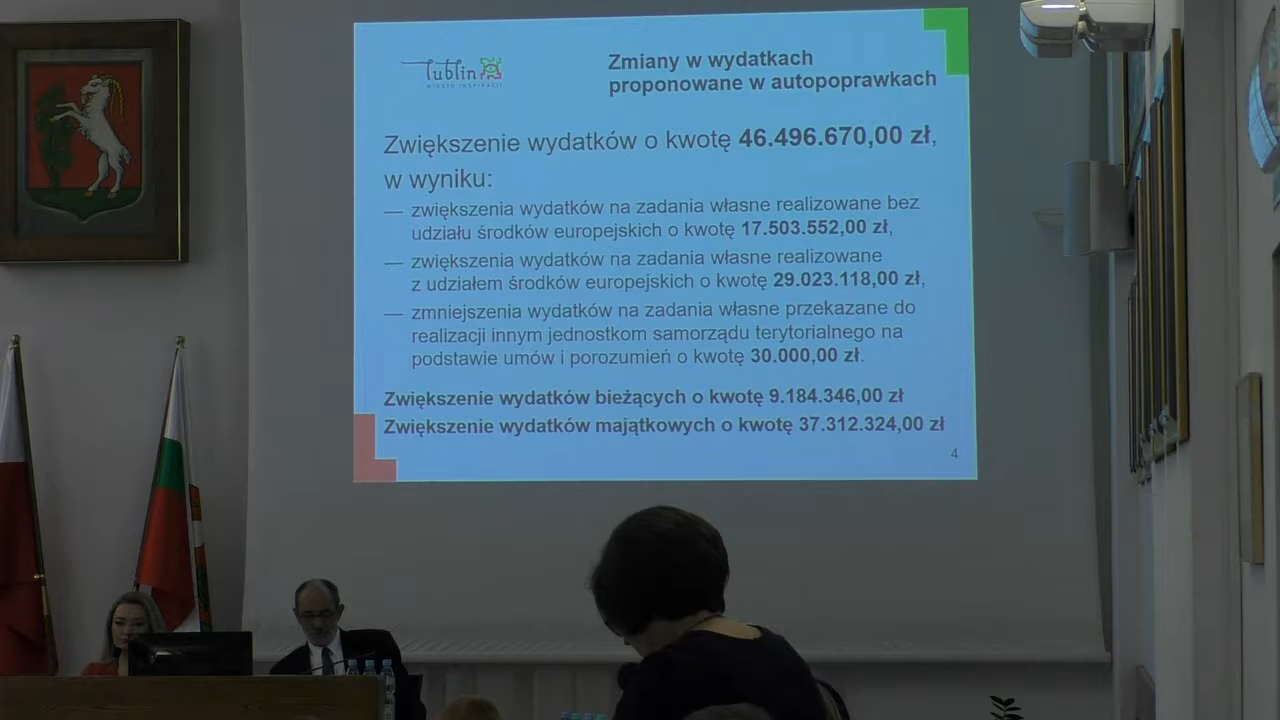 lublin
MIASTO INSPIRACJI
Zmiany w wydatkach
proponowane w autopoprawkach
Zwiększenie wydatków o kwotę 46.496.670,00 zł,
w wyniku:
— zwiększenia wydatków na zadania własne realizowane bez
udziału środków europejskich o kwotę 17.503.552,00 zł,
— zwiększenia wydatków na zadania własne realizowane
z udziałem środków europejskich o kwotę 29.023.118,00 zł,
— zmniejszenia wydatków na zadania własne przekazane do
realizacji innym jednostkom samorządu terytorialnego na
podstawie umów i porozumień o kwotę 30.000,00 zł.
Zwiększenie wydatków bieżących o kwotę 9.184.346,00 zł
Zwiększenie wydatków majątkowych o kwotę 37.312.324,00 zł
4